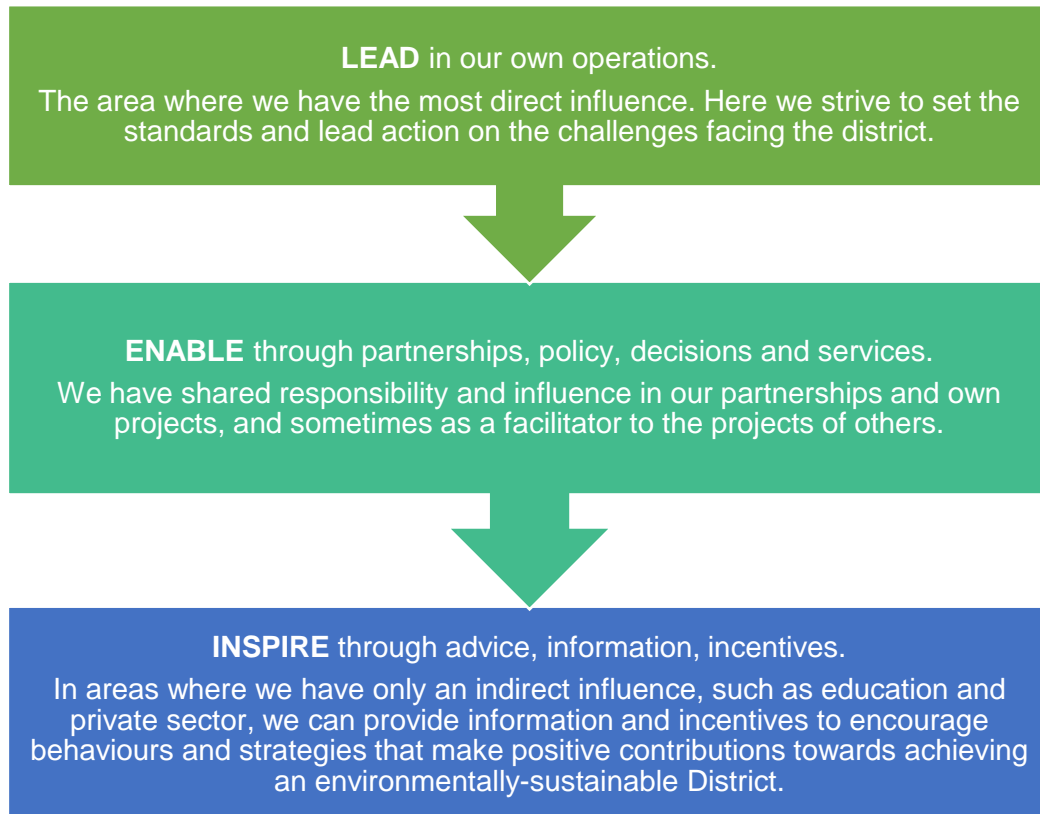 LEAD in our own operations.
The area where we have the most direct influence. Here we strive to set the
standards and lead action on the challenges facing the district.
ENABLE through partnerships, policy, decisions and services.
We have shared responsibility and influence in our partnerships and own
projects, and sometimes as a facilitator to the projects of others.
INSPIRE through advice, information, incentives.
In areas where we have only an indirect influence, such as education and
private sector, we can provide information and incentives to encourage
behaviours and strategies that make positive contributions towards achieving
an environmentally-sustainable District.